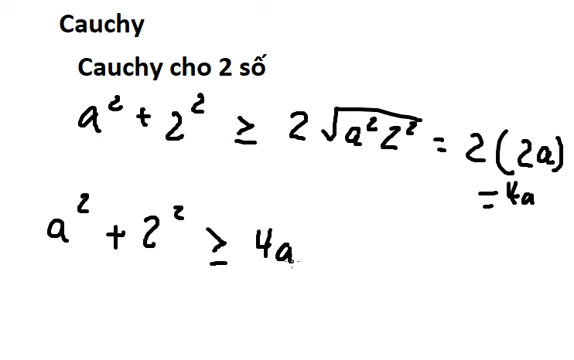 Cauchy
Cauchy cho 2 số
a² + 2² ≥ 2 √a²2² = 2 (2a)
= 4a
a² + 2² ≥ 4a